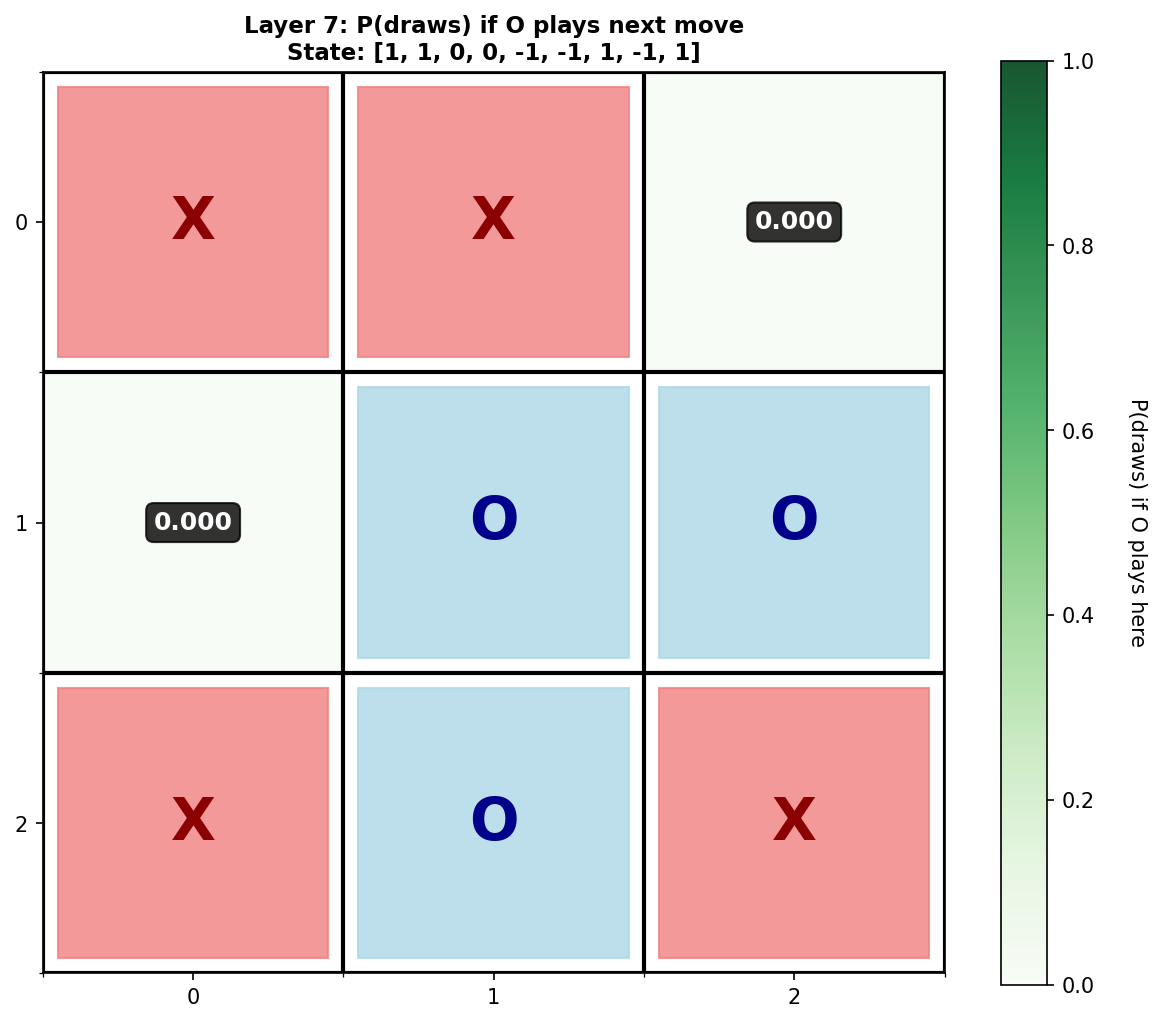 Layer 7: P(draws) if O plays next move
State: [1, 1, 0, 0, -1, -1, 1, -1, 1]
X
X
0.000
0.000
O
O
X
O
X
0
1
2
0
1
2
1.0
0.8
0.6
0.4
0.2
0.0
P(draws) if O plays here